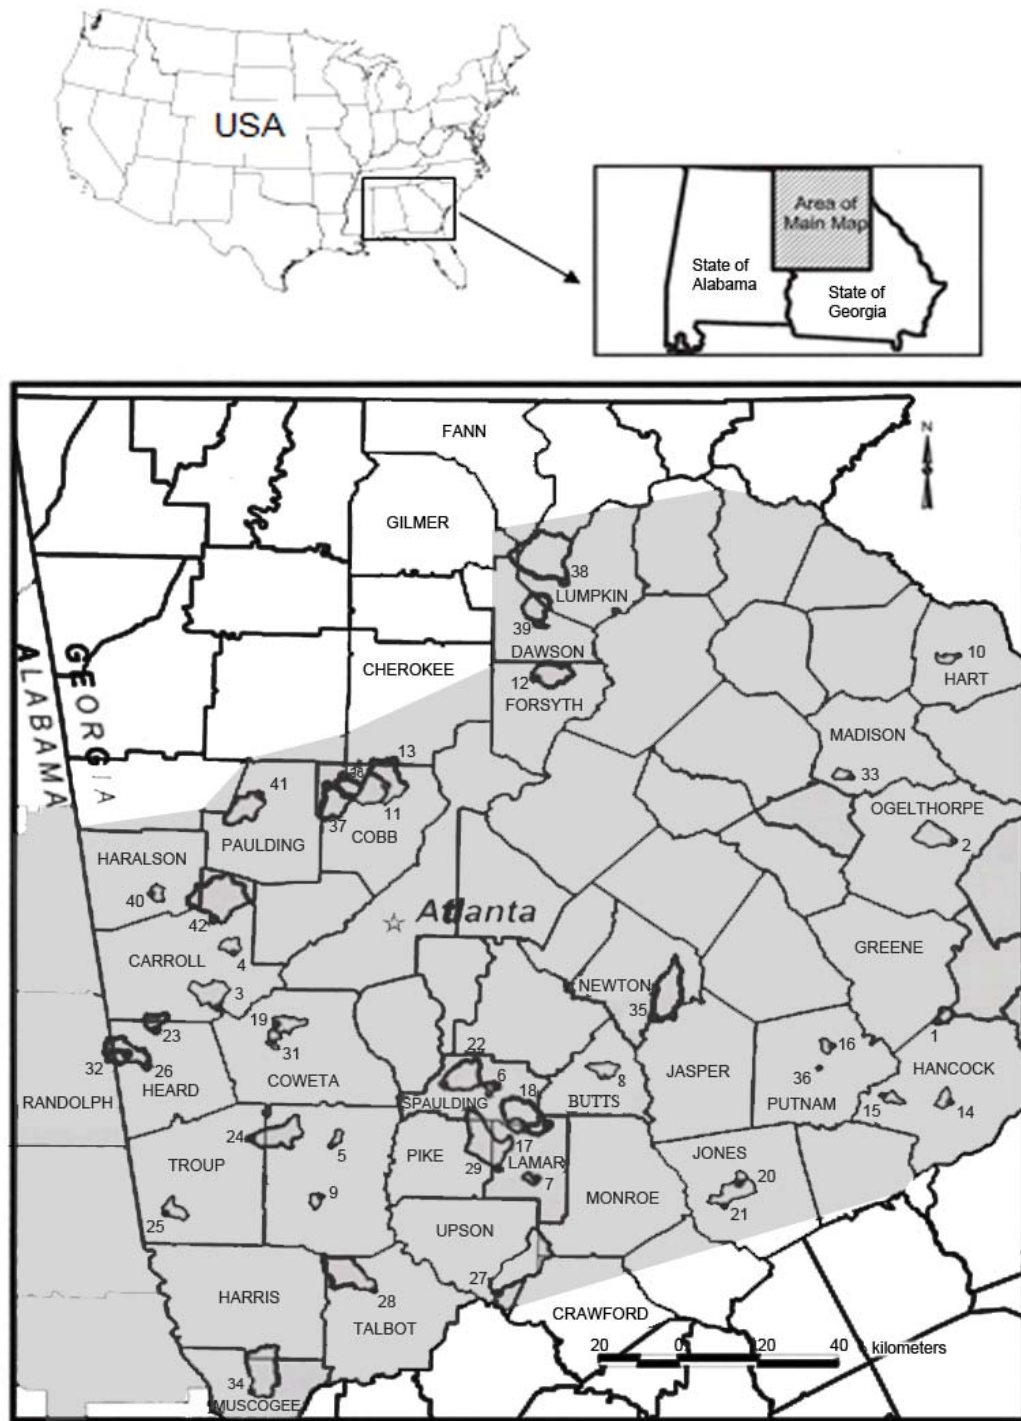 USA
Area of
Main Map
State of
Alabama
State of
Georgia
FANN
N
GILMER
38
LUMPKIN
39
DAWSON
10
HART
CHEROKEE
12
FORSYTH
GEORGIA
ALABAMA
MADISON
13
33
41
11
37
COBB
OGELTHORPE
2
PAULDING
HARALSON
40
42
Atlanta
CARROLL
4
GREENE
3
NEWTON
35
19
23
31
1
22
16
32
26
6
8
HANCOCK
HEARD
COWETA
JASPER
36
RANDOLPH
SPAULDING
18
BUTTS
PUTNAM
15
14
24
17
5
PIKE
29
LAMAR
JONES
TROUP
7
20
9
MONROE
25
21
UPSON
27
HARRIS
28
CRAWFORD
TALBOT
20 0 20 40 kilometers
34
MUSCOGEE